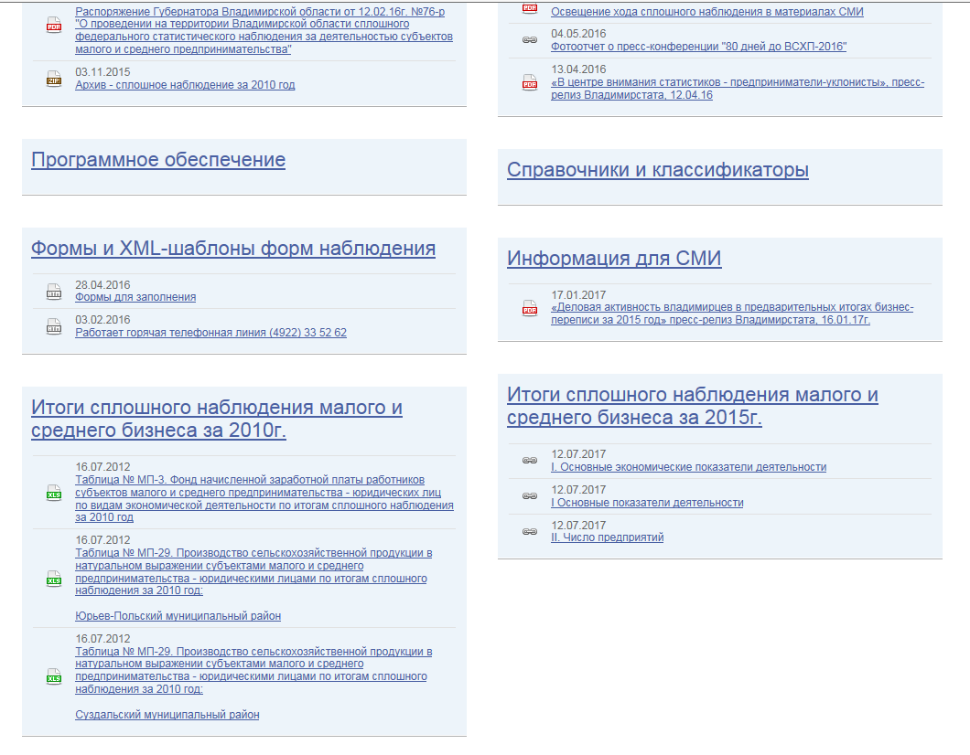 Распоряжение Губернатора Владимирской области от 12.02.16г. №76-р
"О проведении на территории Владимирской области сплошного
федерального статистического наблюдения за деятельностью субъектов
малого и среднего предпринимательства"
03.11.2015
Архив - сплошное наблюдение за 2010 год
Программное обеспечение
Формы и XML-шаблоны форм наблюдения
28.04.2016
Формы для заполнения
03.02.2016
Работает горячая телефонная линия (4922) 33 52 62
Итоги сплошного наблюдения малого и
среднего бизнеса за 2010г.
16.07.2012
Таблица № МП-3. Фонд начисленной заработной платы работников
субъектов малого и среднего предпринимательства - юридических лиц
по видам экономической деятельности по итогам сплошного наблюдения
за 2010 год
16.07.2012
Таблица № МП-29. Производство сельскохозяйственной продукции в
натуральном выражении субъектами малого и среднего
предпринимательства - юридическими лицами по итогам сплошного
наблюдения за 2010 год:
Юрьев-Польский муниципальный район
16.07.2012
Таблица № МП-29. Производство сельскохозяйственной продукции в
натуральном выражении субъектами малого и среднего
предпринимательства - юридическими лицами по итогам сплошного
наблюдения за 2010 год:
Суздальский муниципальный район
Освещение хода сплошного наблюдения в материалах СМИ
04.05.2016
Фотоотчет о пресс-конференции "80 дней до ВСХП-2016"
13.04.2016
«В центре внимания статистиков - предприниматели-уклонисты», пресс-
релиз Владимирстата, 12.04.16
Справочники и классификаторы
Информация для СМИ
17.01.2017
«Деловая активность владимирцев в предварительных итогах бизнес-
переписи за 2015 год» пресс-релиз Владимирстата, 16.01.17г.
Итоги сплошного наблюдения малого и
среднего бизнеса за 2015г.
12.07.2017
I. Основные экономические показатели деятельности
12.07.2017
I Основные показатели деятельности
12.07.2017
II. Число предприятий